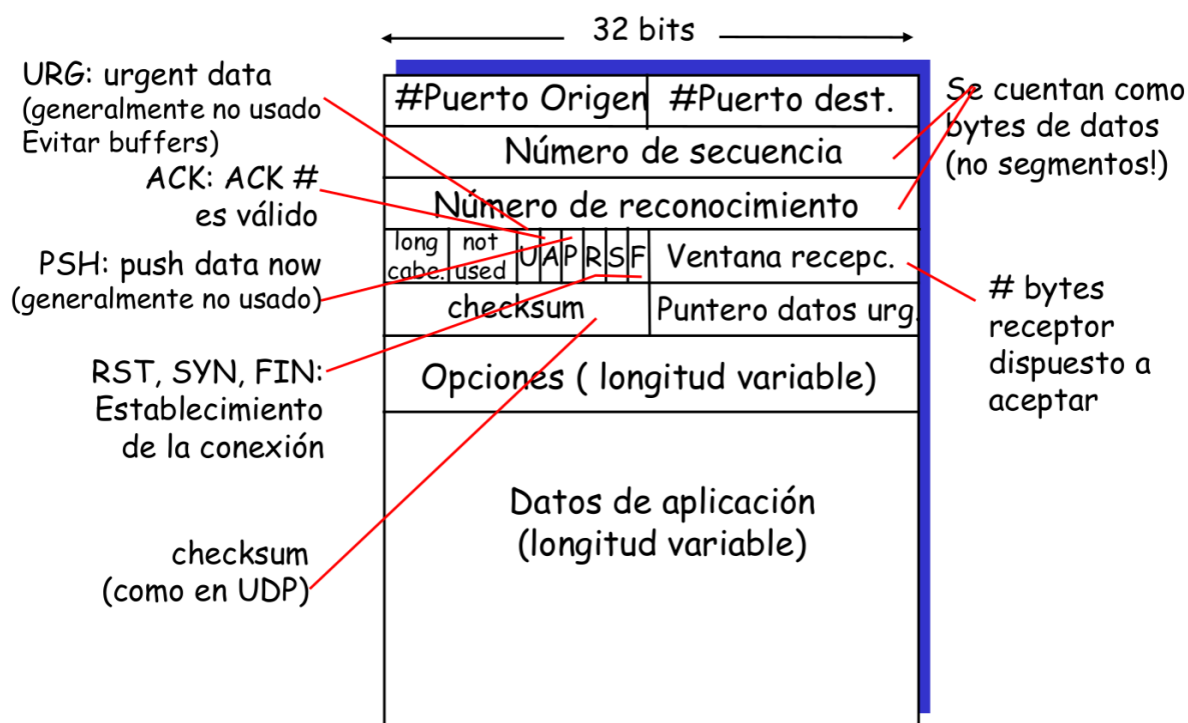 32 bits
URG: urgent data
(generalmente no usado
Evitar buffers)
ACK: ACK #
es válido
PSH: push data now
(generalmente no usado)
RST, SYN, FIN:
Establecimiento
de la conexión
checksum
(como en UDP)
#Puerto Origen
#Puerto dest.
Número de secuencia
Número de reconocimiento
long
cabe.
not
used
U A P R S F
Ventana recepc.
checksum
Puntero datos urg.
Opciones ( longitud variable)
Datos de aplicación
(longitud variable)
Se cuentan como
bytes de datos
(no segmentos!)
# bytes
receptor
dispuesto a
aceptar